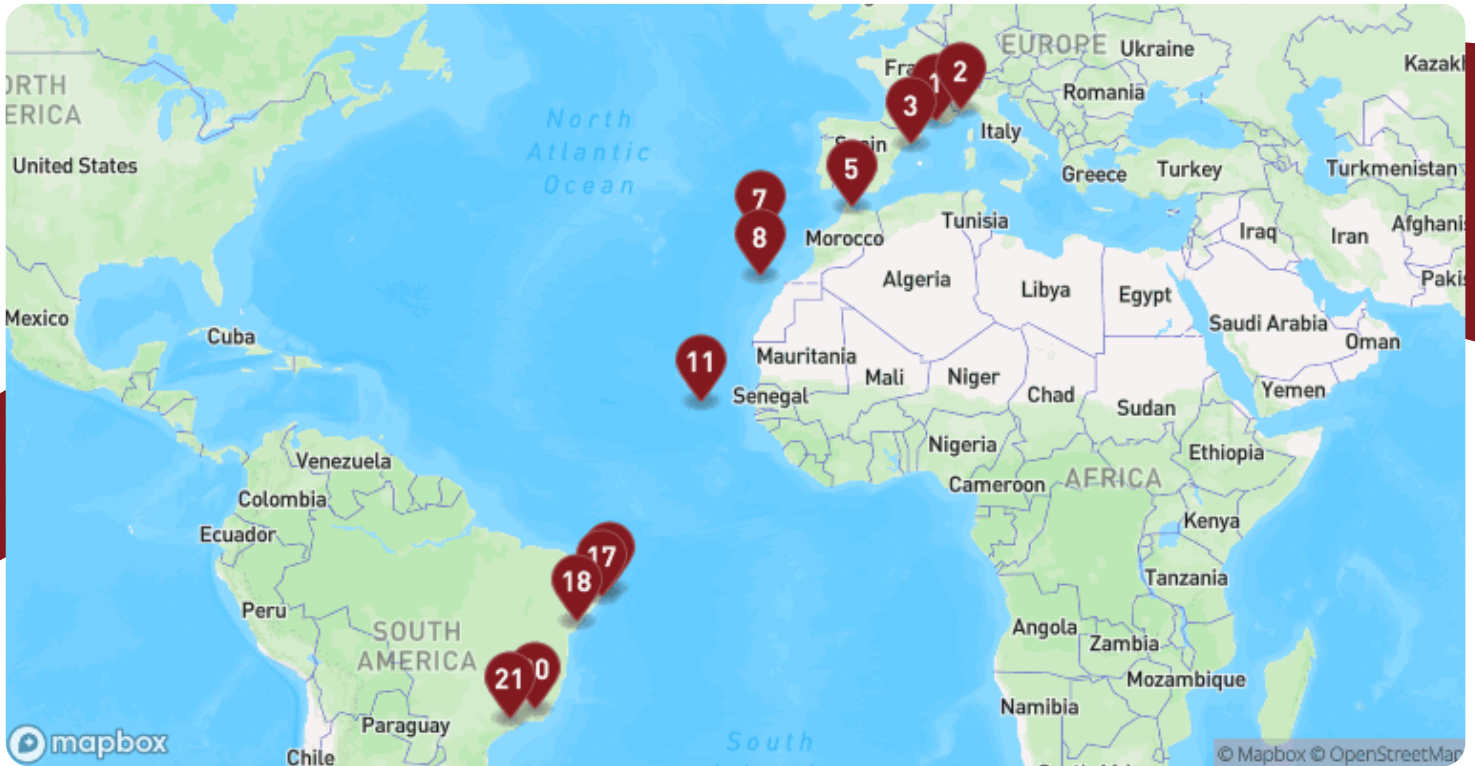 EUROPE
Ukraine
Kazakh
Romania
Italy
Greece
Turkey
Turkmenistan
Afghanis
Pakis
Iran
Iraq
NORTH
ERICA
United States
North
Atlantic
Ocean
Mexico
Cuba
Fra
1
2
3
Spain
5
7
8
Morocco
Tunisia
Algeria
Libya
Egypt
Saudi Arabia
Oman
Yemen
11
Mauritania
Mali
Niger
Chad
Sudan
Senegal
Nigeria
Ethiopia
Cameroon
AFRICA
Kenya
Tanzania
Venezuela
Colombia
Ecuador
Peru
17
18
SOUTH
AMERICA
21
0
Paraguay
Chile
Angola
Zambia
Mozambique
Namibia
South
mapbox
© Mapbox © OpenStreetMap